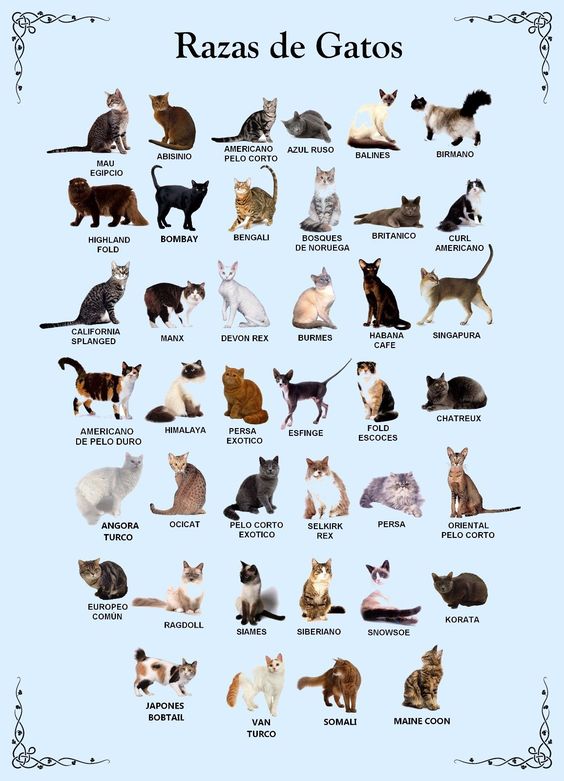 Razas de Gatos
MAU
EGIPCIO
ABISINIO
AMERICANO
PELO CORTO
AZUL RUSO
BALINES
BIRMANO
HIGHLAND
FOLD
BOMBAY
BENGALI
BOSQUES
DE NORUEGA
BRITANICO
CURL
AMERICANO
CALIFORNIA
SPLANGED
MANX
DEVON REX
BURMES
HABANA
CAFE
SINGAPURA
AMERICANO
DE PELO DURO
HIMALAYA
PERSA
EXOTICO
ESFINGE
FOLD
ESCOCES
CHATREUX
ANGORA
TURCO
OCICAT
PELO CORTO
EXOTICO
SELKIRK
REX
PERSA
ORIENTAL
PELO CORTO
EUROPEO
COMÚN
RAGDOLL
SIAMES
SIBERIANO
SNOWSOE
KORATA
JAPONES
BOBTAIL
VAN
TURCO
SOMALI
MAINE COON